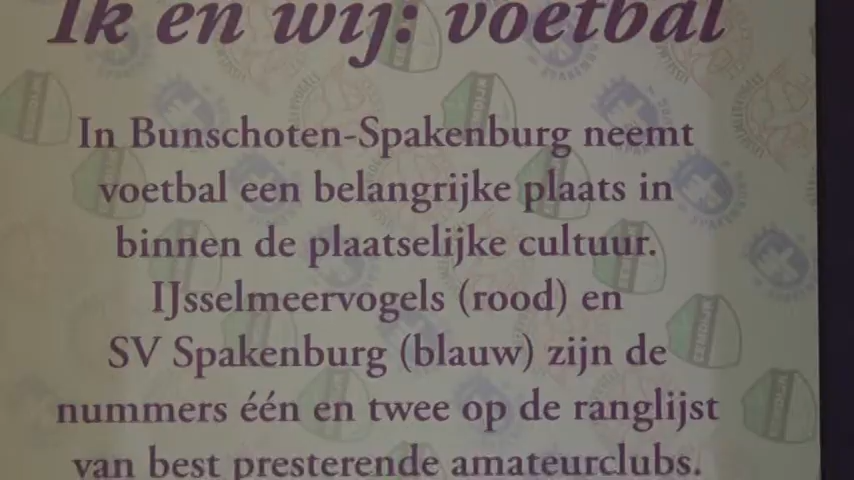 Ik en wij: voetbal
In Bunschoten-Spakenburg neemt
voetbal een belangrijke plaats in
binnen de plaatselijke cultuur.
IJsselmeervogels (rood) en
SV Spakenburg (blauw) zijn de
nummers één en twee op de ranglijst
van best presterende amateurclubs.